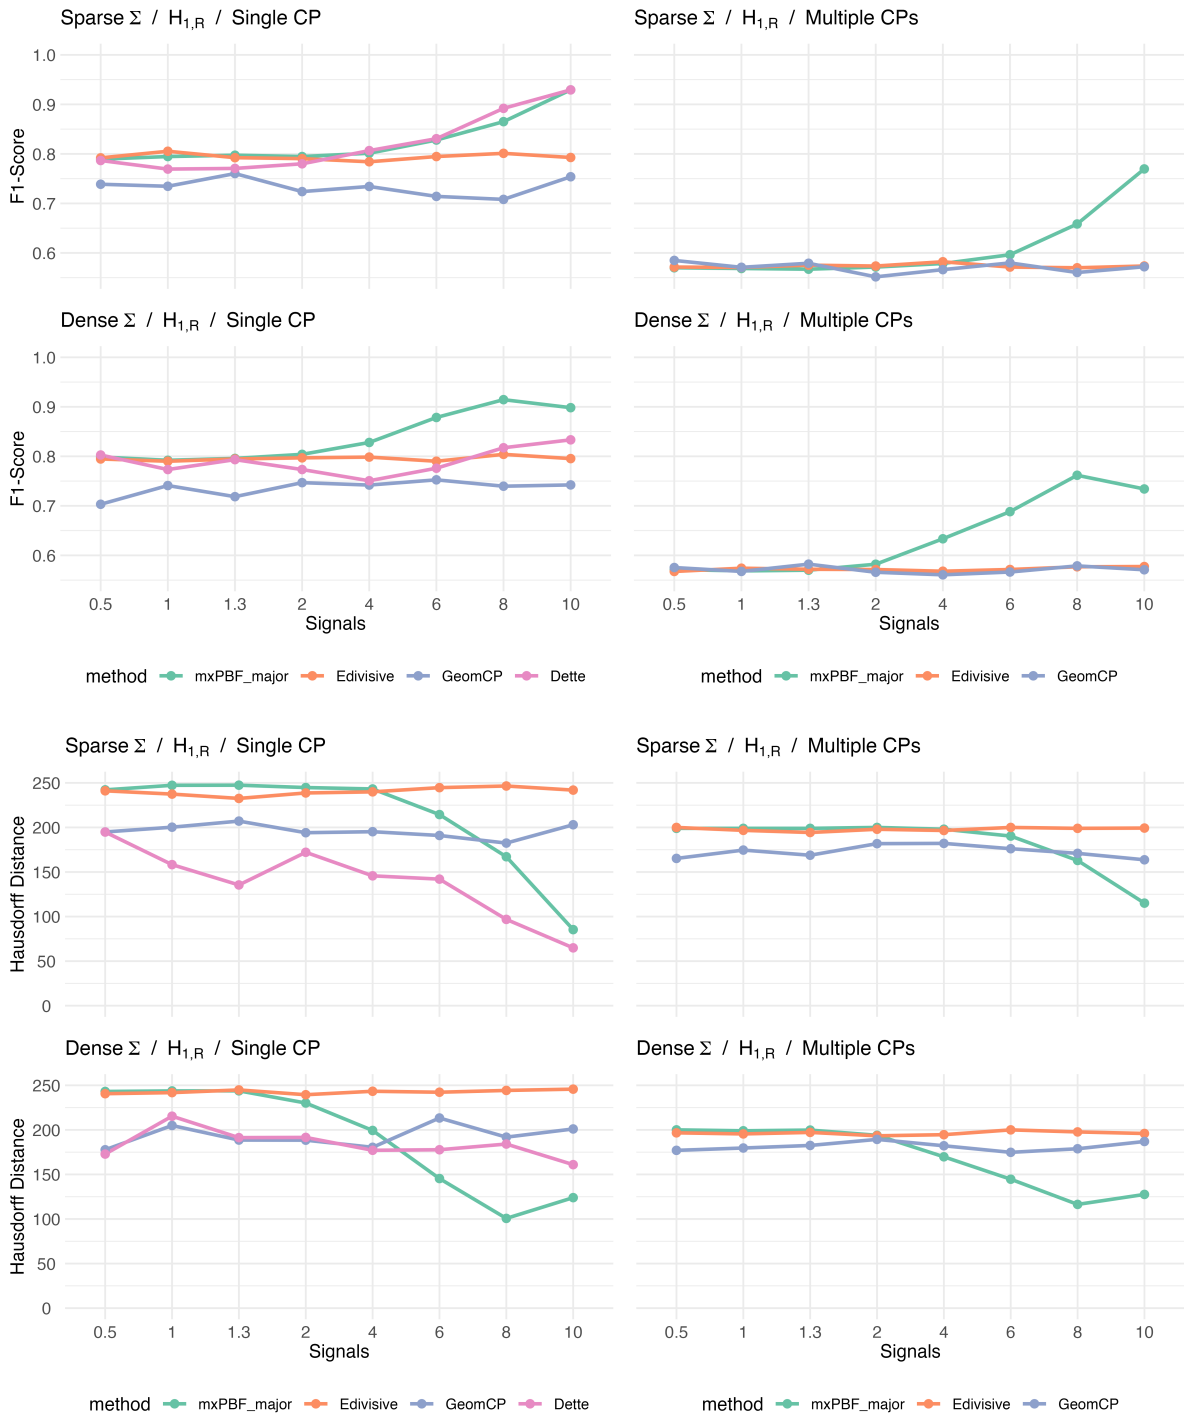 Sparse Σ / H1,R / Single CP
Sparse Σ / H1,R / Multiple CPs
F1-Score
1.0
0.9
0.8
0.7
0.6
Dense Σ / H1,R / Single CP
Dense Σ / H1,R / Multiple CPs
F1-Score
1.0
0.9
0.8
0.7
0.6
0.5 1 1.3 2 4 6 8 10
0.5 1 1.3 2 4 6 8 10
Signals
Signals
method mxPBF_major Edivisive GeomCP Dette
method mxPBF_major Edivisive GeomCP
Sparse Σ / H1,R / Single CP
Sparse Σ / H1,R / Multiple CPs
Hausdorff Distance
250
200
150
100
50
0
Dense Σ / H1,R / Single CP
Dense Σ / H1,R / Multiple CPs
Hausdorff Distance
250
200
150
100
50
0
0.5 1 1.3 2 4 6 8 10
0.5 1 1.3 2 4 6 8 10
Signals
Signals
method mxPBF_major Edivisive GeomCP Dette
method mxPBF_major Edivisive GeomCP